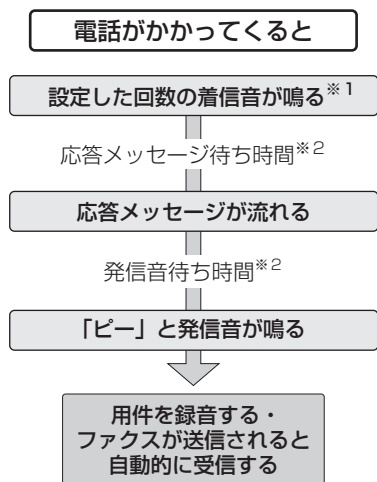 電話がかかってくると
設定した回数の着信音が鳴る※1
応答メッセージ待ち時間※2
応答メッセージが流れる
発信音待ち時間※2
「ピー」と発信音が鳴る
用件を録音する・
ファクスが送信されると
自動的に受信する